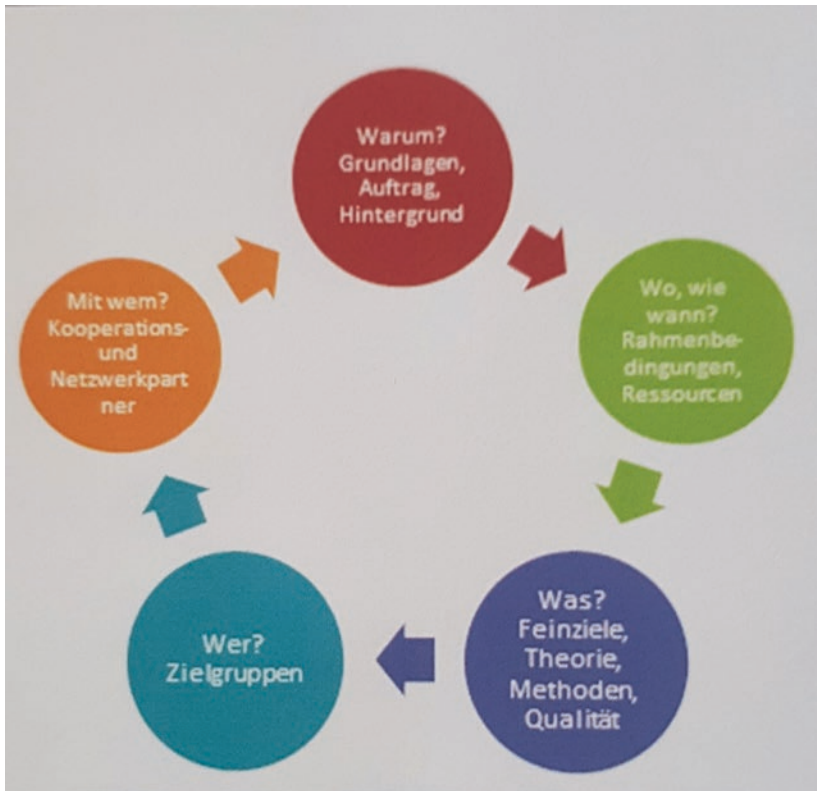 Warum?
Grundlagen,
Auftrag,
Hintergrund
Wo, wie
wann?
Rahmenbe-
dingungen,
Ressourcen
Was?
Feinziele,
Theorie,
Methoden,
Qualität
Wer?
Zielgruppen
Mit wem?
Kooperations-
und
Netzwerkpart
ner